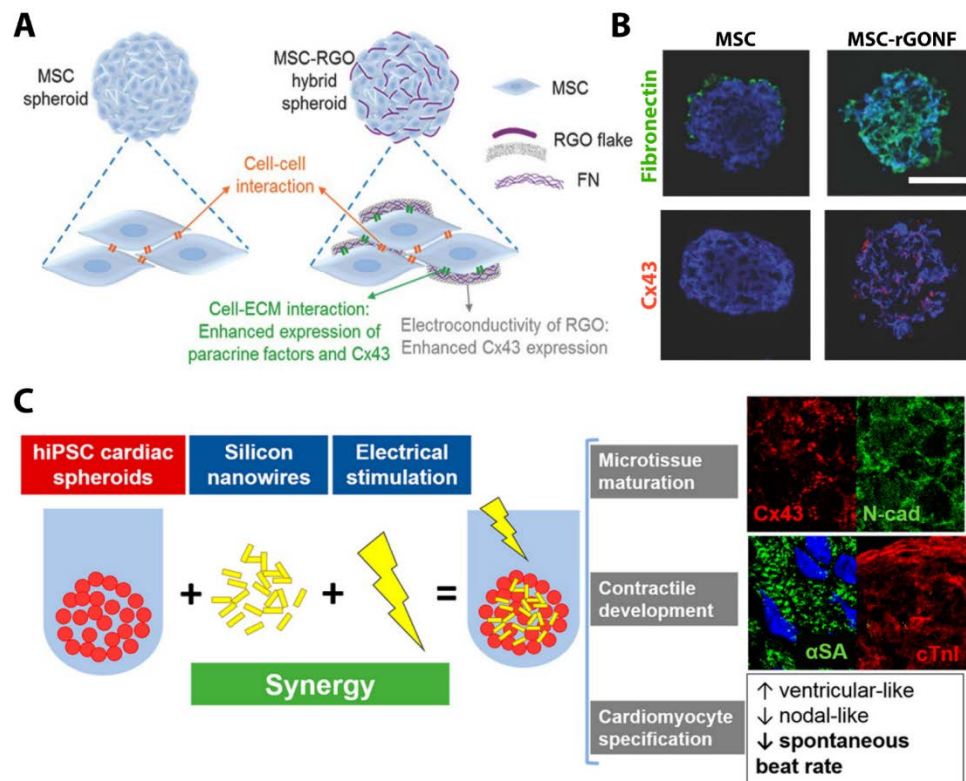 A
MSC
spheroid
MSC-RGO
hybrid
spheroid
MSC
RGO flake
FN
Cell-cell
interaction
Cell-ECM interaction:
Enhanced expression of
paracrine factors and Cx43
Electroconductivity of RGO:
Enhanced Cx43 expression
B
MSC
MSC-rGONF
Fibronectin
Cx43
C
hiPSC cardiac
spheroids
Silicon
nanowires
Electrical
stimulation
+
+
=
Synergy
Microtissue
maturation
Cx43
N-cad
Contractile
development
αSA
cTnI
Cardiomyocyte
specification
↑ ventricular-like
↓ nodal-like
↓ spontaneous
beat rate